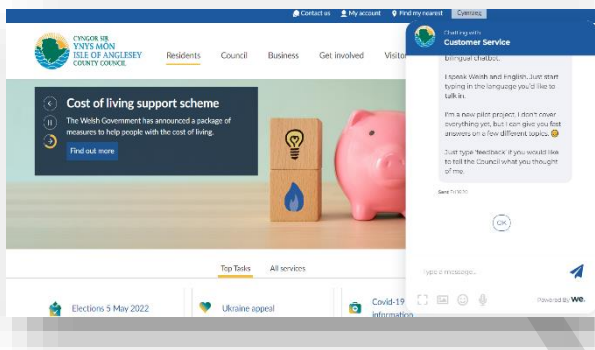 Contact us My account Find my nearest Cymraeg
CYNGOR SIR
YNYS MÔN
ISLE OF ANGLESEY
COUNTY COUNCIL
Residents Council Business Get involved Visitor
Cost of living support scheme
The Welsh Government has announced a package of
measures to help people with the cost of living.
Find out more
Top Tasks All services
Elections 5 May 2022
Ukraine appeal
Covid-19
information
Chatting with
Customer Service
bilingual chatbot.
I speak Welsh and English. Just start
typing in the language you'd like to
talk in.
I'm a new pilot project, I don't cover
everything yet, but I can give you fast
answers on a few different topics. 😊
Just type 'feedback' if you would like
to tell the Council what you thought
of me.
Sent
OK
Type a message...
Powered By we.